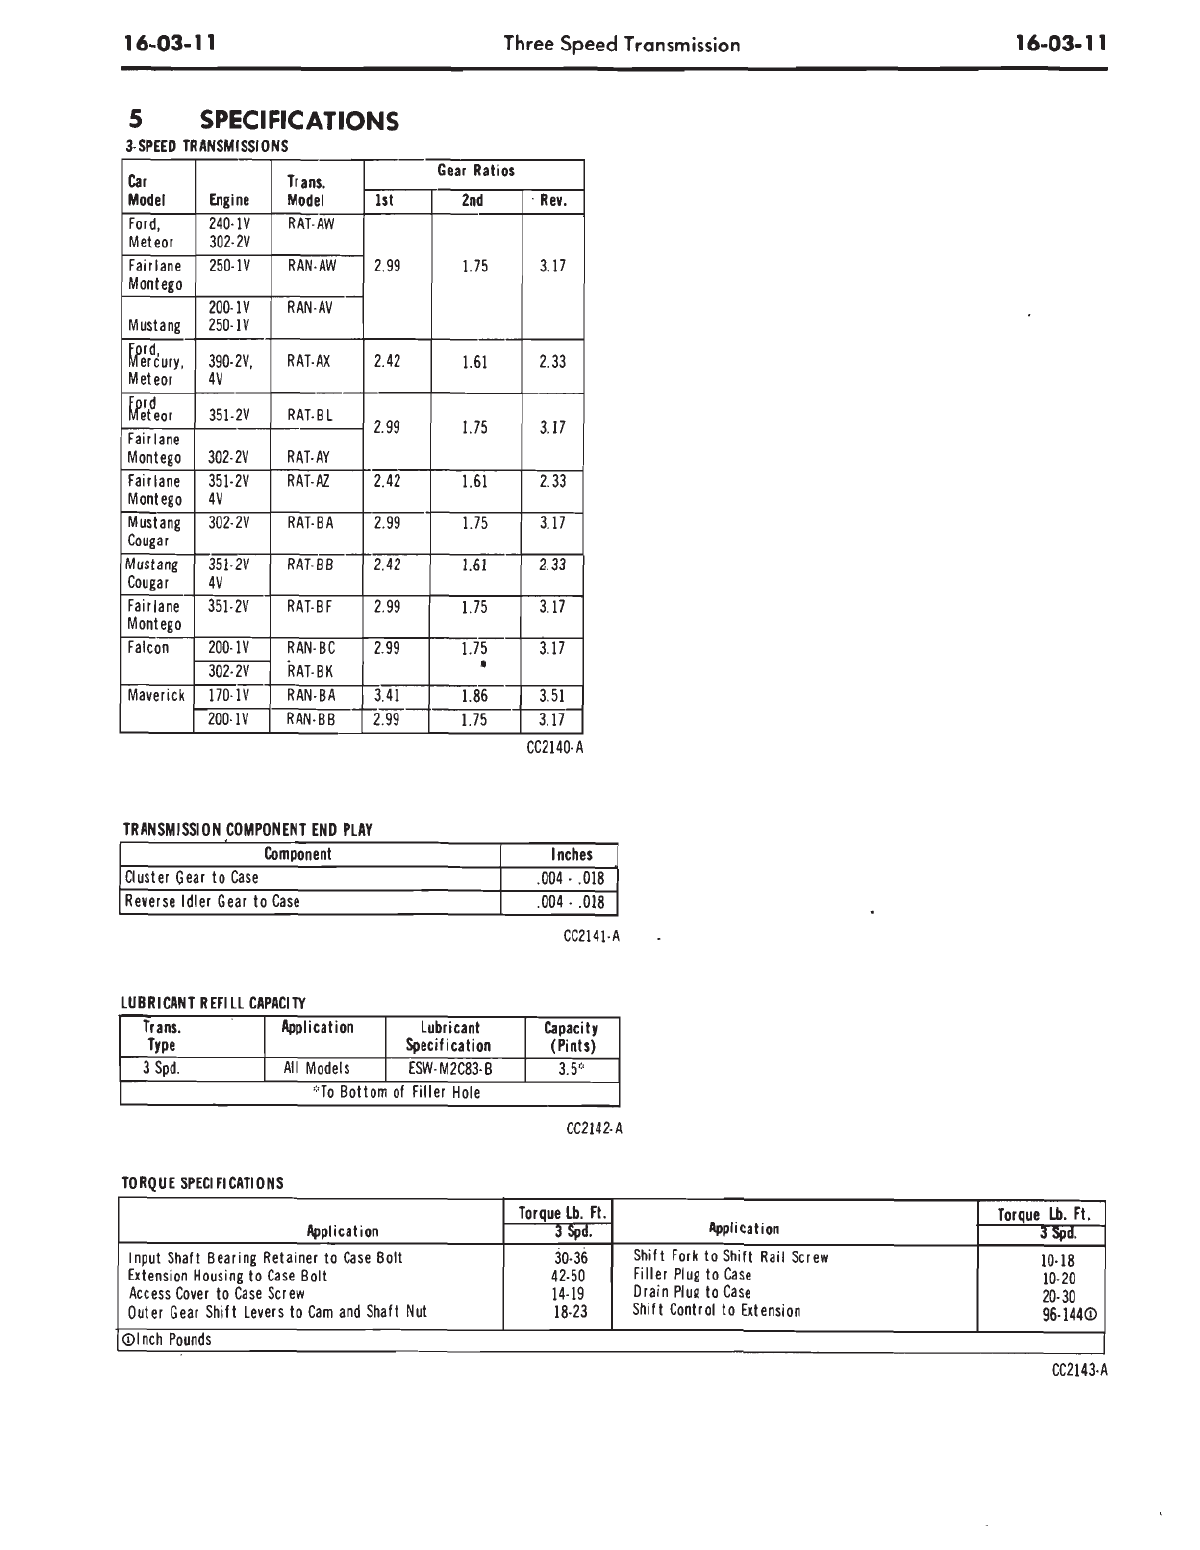 16-03-11 Three Speed Transmission 16-03-11
5 SPECIFICATIONS
3-SPEED TRANSMISSIONS
Car Model Engine Trans. Model Gear Ratios
1st 2nd Rev.
Ford, 240-1V RAT-AW
Meteor 302-2V
Fairlane 250-1V RAN-AW 2.99 1.75 3.17
Montego
200-1V RAN-AV
Mustang 250-1V
Ford,
Mercury, 390-2V, RAT-AX 2.42 1.61 2.33
Meteor 4V
Ford
Meteor 351-2V RAT-BL
2.99 1.75 3.17
Fairlane
Montego 302-2V RAT-AY
Fairlane 351-2V RAT-AZ 2.42 1.61 2.33
Montego 4V
Mustang 302-2V RAT-BA 2.99 1.75 3.17
Cougar
Mustang 351-2V RAT-BB 2.42 1.61 2.33
Cougar 4V
Fairlane 351-2V RAT-BF 2.99 1.75 3.17
Montego
Falcon 200-1V RAN-BC 2.99 1.75 3.17
302-2V RAT-BK
Maverick 170-1V RAN-BA 3.41 1.86 3.51
200-1V RAN-BB 2.99 1.75 3.17
CC2140-A
TRANSMISSION COMPONENT END PLAY
Component Inches
Cluster Gear to Case .004 - .018
Reverse Idler Gear to Case .004 - .018
CC2141-A
LUBRICANT REFILL CAPACITY
Trans. Application Lubricant Capacity
Type Specification (Pints)
3 Spd. All Models ESW-M2C83-B 3.5*
*To Bottom of Filler Hole
CC2142-A
TORQUE SPECIFICATIONS
Application Torque Lb. Ft. Application Torque Lb. Ft.
3 Spd. 3 Spd.
Input Shaft Bearing Retainer to Case Bolt 30-36 Shift Fork to Shift Rail Screw 10-18
Extension Housing to Case Bolt 42-50 Filler Plug to Case 10-20
Access Cover to Case Screw 14-19 Drain Plug to Case 20-30
Outer Gear Shift Levers to Cam and Shaft Nut 18-23 Shift Control to Extension 96-144①
①Inch Pounds
CC2143-A